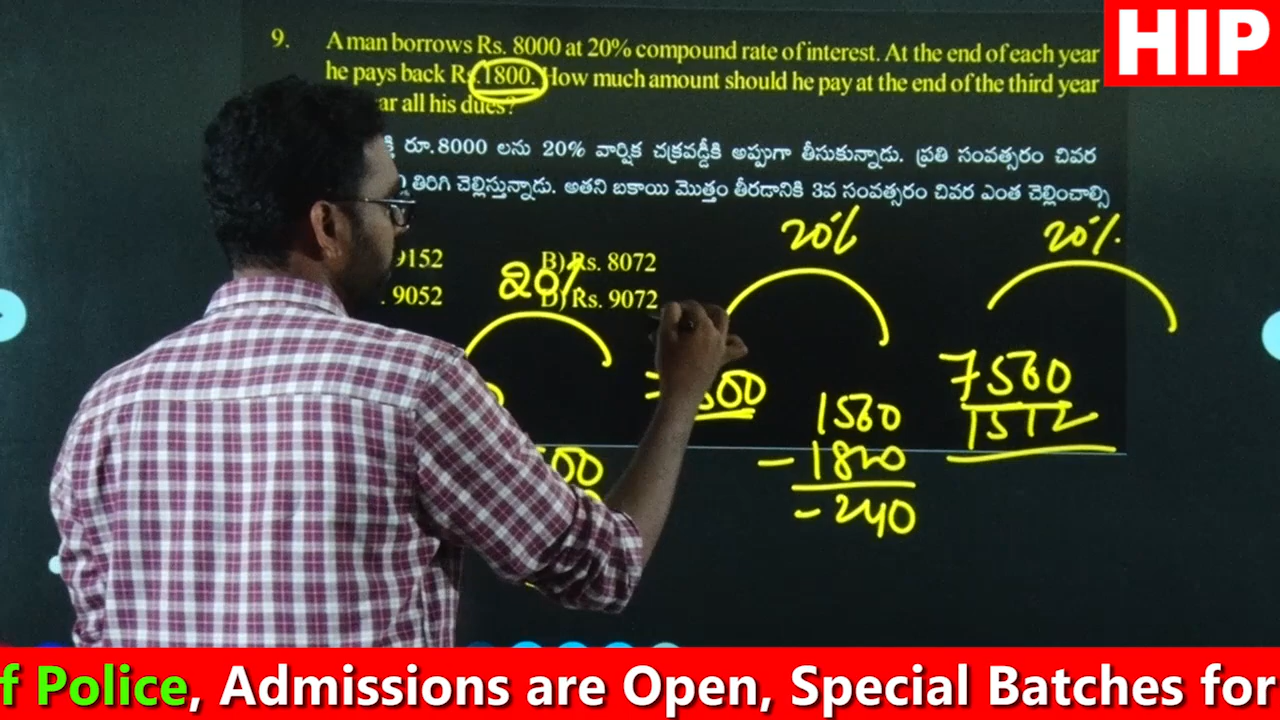 HIP
9. A man borrows Rs. 8000 at 20% compound rate of interest. At the end of each year
he pays back Rs. 1800. How much amount should he pay at the end of the third year
all his dues?
రూ.8000 లను 20% వార్షిక చక్రవడ్డీకి అప్పుగా తీసుకున్నాడు. ప్రతి సంవత్సరం చివర
తిరిగి చెల్లిస్తున్నాడు. అతని బకాయి మొత్తం తీరడానికి 3వ సంవత్సరం చివర ఎంత చెల్లించాల్సి
20% 20%
9152 B) Rs. 8072
20%
9052 D) Rs. 9072
7560
1560 1512
- 1800
- 240
f Police, Admissions are Open, Special Batches for